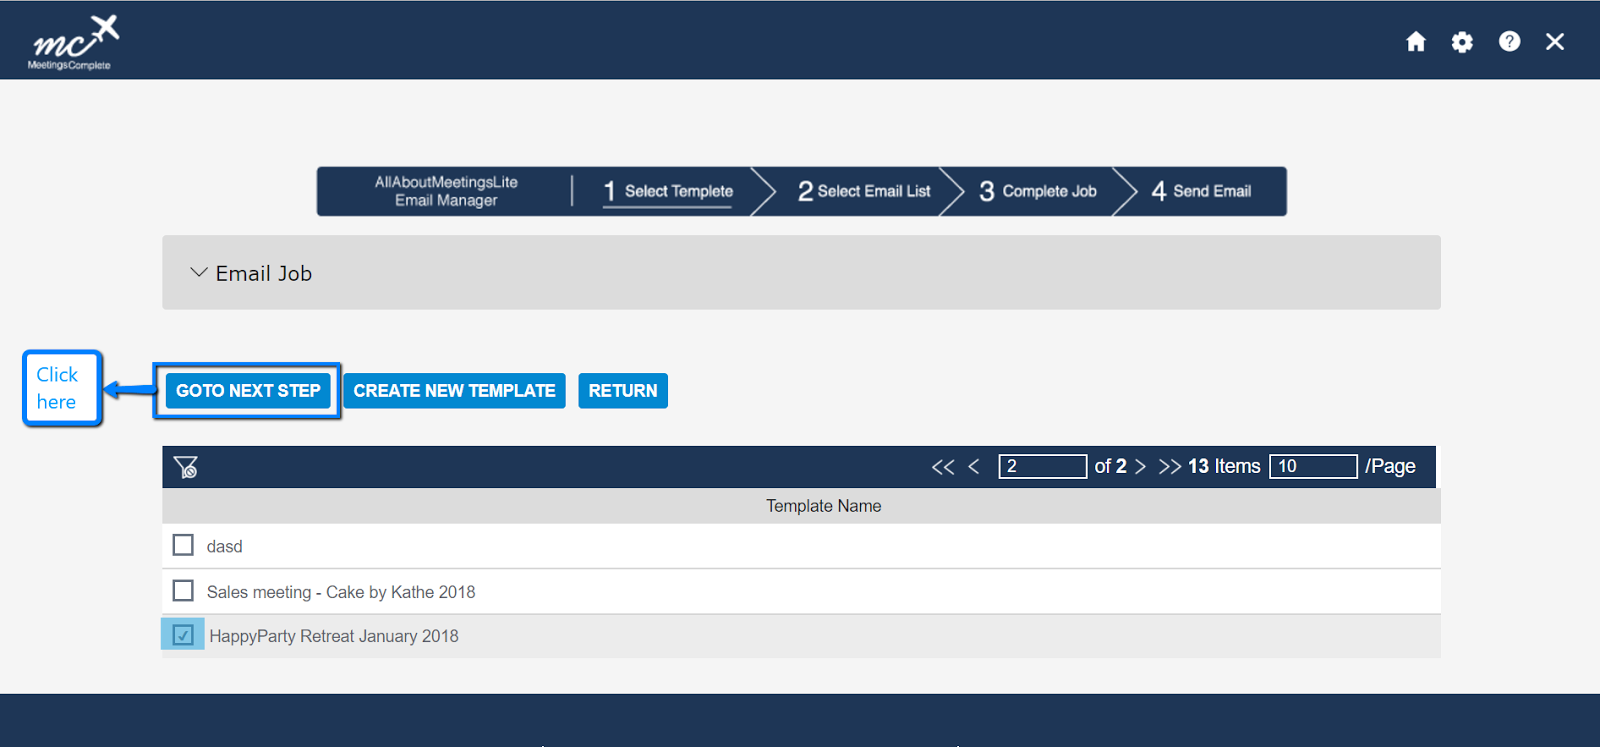 mc
MeetingsComplete
AllAboutMeetingsLite
Email Manager
1 Select Templete
2 Select Email List
3 Complete Job
4 Send Email
Email Job
Click
here
GOTO NEXT STEP
CREATE NEW TEMPLATE
RETURN
<< < 2 of 2 > >> 13 Items 10 /Page
Template Name
dasd
Sales meeting - Cake by Kathe 2018
HappyParty Retreat January 2018